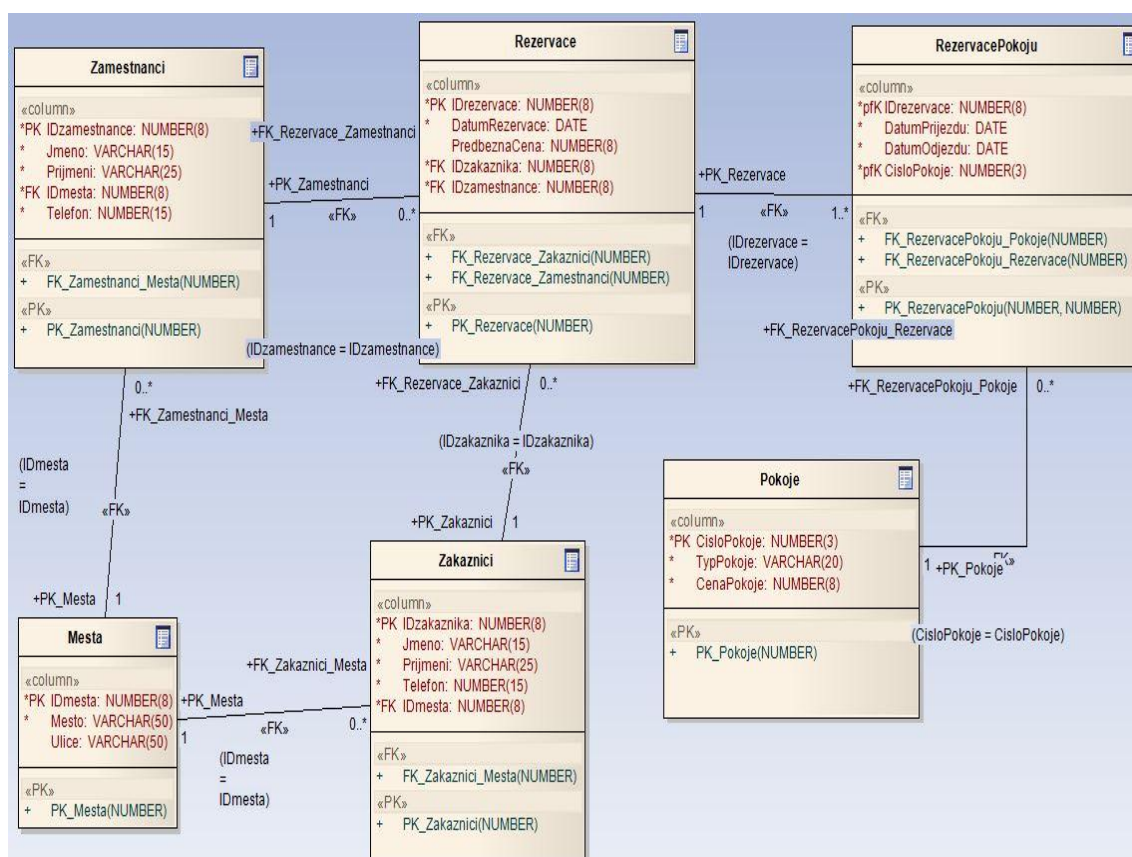 Zamestnanci
«column»
*PK IDzamestnance: NUMBER(8)
* Jmeno: VARCHAR(15)
* Prijmeni: VARCHAR(25)
*FK IDmesta: NUMBER(8)
* Telefon: NUMBER(15)
«FK»
+ FK_Zamestnanci_Mesta(NUMBER)
«PK»
+ PK_Zamestnanci(NUMBER)
+FK_Rezervace_Zamestnanci
+PK_Zamestnanci
1 «FK» 0..*
(IDzamestnance = IDzamestnance)
Rezervace
«column»
*PK IDrezervace: NUMBER(8)
* DatumRezervace: DATE
PredbeznaCena: NUMBER(8)
*FK IDzakaznika: NUMBER(8)
*FK IDzamestnance: NUMBER(8)
«FK»
+ FK_Rezervace_Zakaznici(NUMBER)
+ FK_Rezervace_Zamestnanci(NUMBER)
«PK»
+ PK_Rezervace(NUMBER)
+PK_Rezervace
1 «FK» 1..*
(IDrezervace =
IDrezervace)
RezervacePokoju
«column»
*pfK IDrezervace: NUMBER(8)
* DatumPrijezdu: DATE
* DatumOdjezdu: DATE
*pfK CisloPokoje: NUMBER(3)
«FK»
+ FK_RezervacePokoju_Pokoje(NUMBER)
+ FK_RezervacePokoju_Rezervace(NUMBER)
«PK»
+ PK_RezervacePokoju(NUMBER, NUMBER)
+FK_RezervacePokoju_Rezervace
0..*
+FK_Zamestnanci_Mesta
(IDmesta
=
IDmesta)
«FK»
+PK_Mesta 1
+FK_Rezervace_Zakaznici 0..*
(IDzakaznika = IDzakaznika)
«FK»
+PK_Zakaznici 1
+FK_RezervacePokoju_Pokoje 0..*
Pokoje
«column»
*PK CisloPokoje: NUMBER(3)
* TypPokoje: VARCHAR(20)
* CenaPokoje: NUMBER(8)
«PK»
+ PK_Pokoje(NUMBER)
«FK»
1 +PK_Pokoje
(CisloPokoje = CisloPokoje)
Mesta
«column»
*PK IDmesta: NUMBER(8)
* Mesto: VARCHAR(50)
Ulice: VARCHAR(50)
«PK»
+ PK_Mesta(NUMBER)
+FK_Zakaznici_Mesta
+PK_Mesta
1 «FK» 0..*
(IDmesta
=
IDmesta)
Zakaznici
«column»
*PK IDzakaznika: NUMBER(8)
* Jmeno: VARCHAR(15)
* Prijmeni: VARCHAR(25)
* Telefon: NUMBER(15)
*FK IDmesta: NUMBER(8)
«FK»
+ FK_Zakaznici_Mesta(NUMBER)
«PK»
+ PK_Zakaznici(NUMBER)